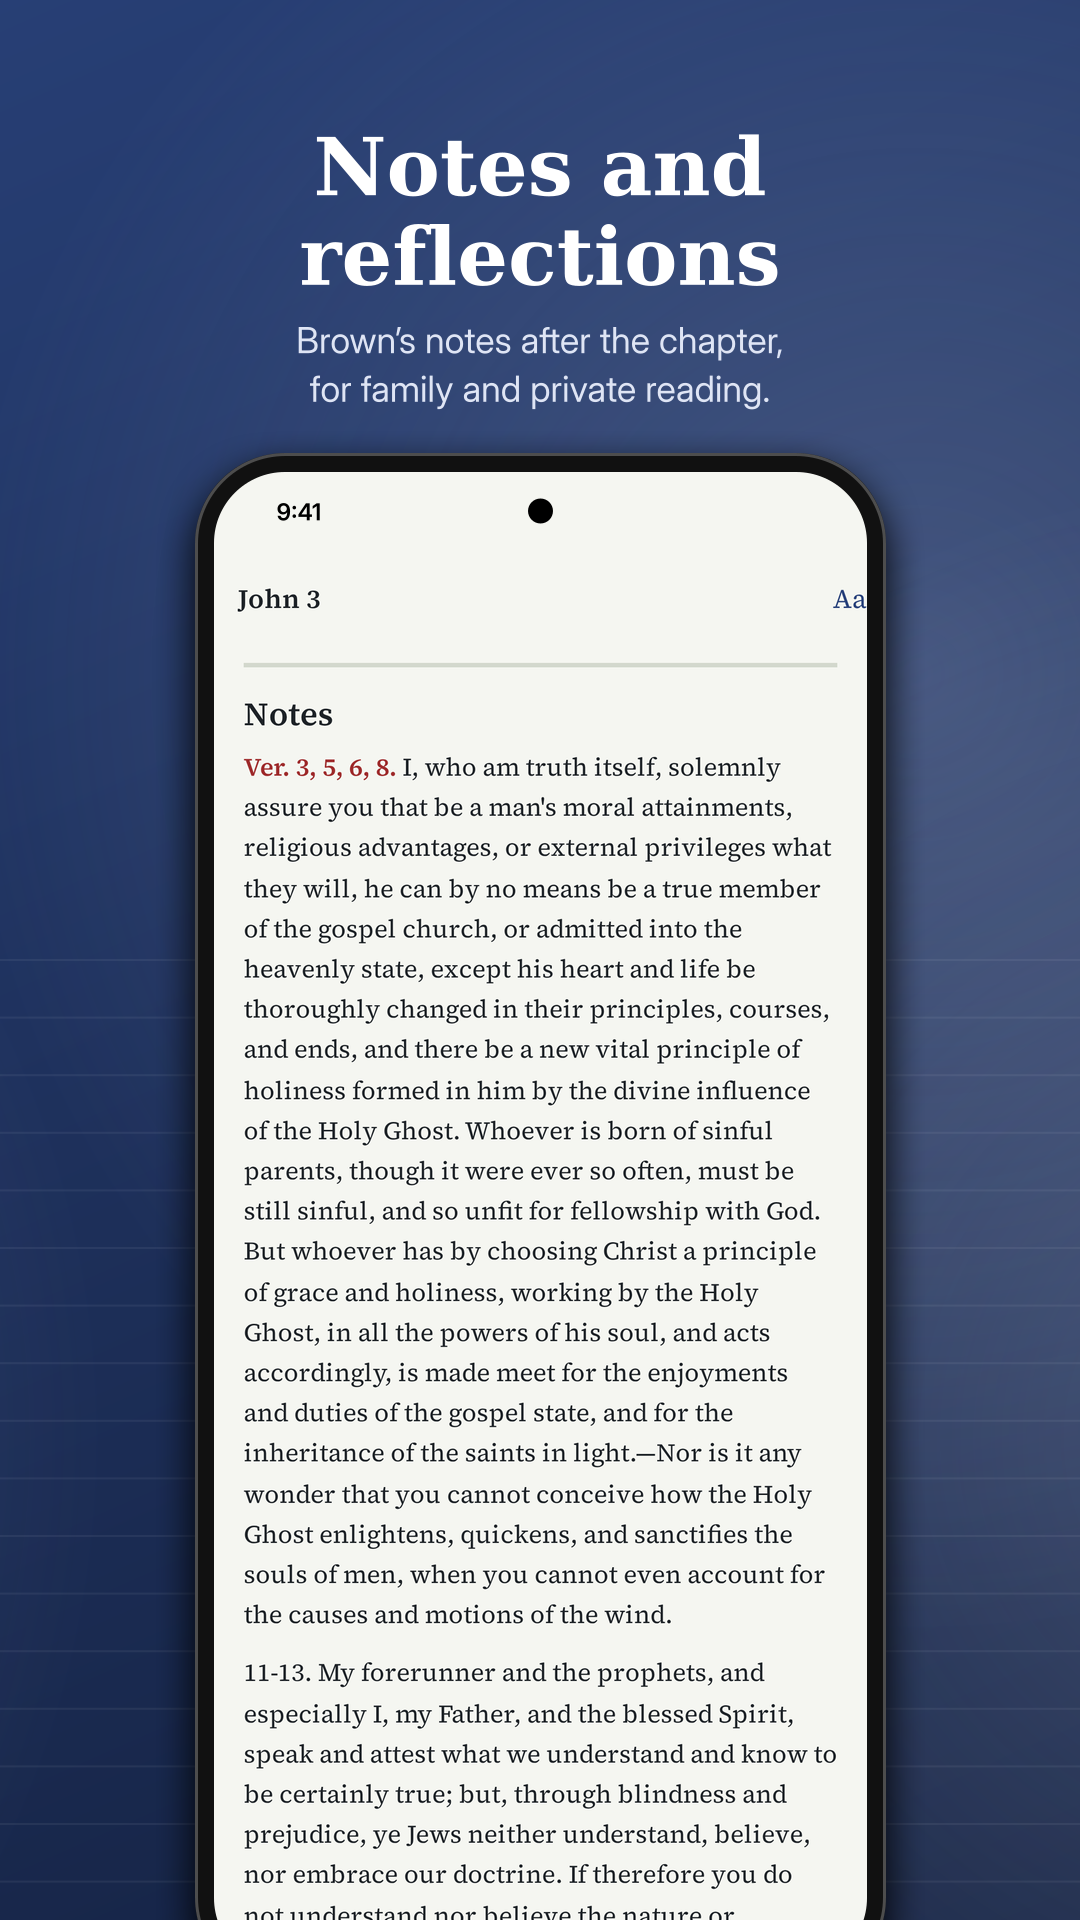 Notes and
reflections
Brown’s notes after the chapter,
for family and private reading.
9:41
John 3
Aa
Notes
Ver. 3, 5, 6, 8. I, who am truth itself, solemnly
assure you that be a man's moral attainments,
religious advantages, or external privileges what
they will, he can by no means be a true member
of the gospel church, or admitted into the
heavenly state, except his heart and life be
thoroughly changed in their principles, courses,
and ends, and there be a new vital principle of
holiness formed in him by the divine influence
of the Holy Ghost. Whoever is born of sinful
parents, though it were ever so often, must be
still sinful, and so unfit for fellowship with God.
But whoever has by choosing Christ a principle
of grace and holiness, working by the Holy
Ghost, in all the powers of his soul, and acts
accordingly, is made meet for the enjoyments
and duties of the gospel state, and for the
inheritance of the saints in light.—Nor is it any
wonder that you cannot conceive how the Holy
Ghost enlightens, quickens, and sanctifies the
souls of men, when you cannot even account for
the causes and motions of the wind.
11-13. My forerunner and the prophets, and
especially I, my Father, and the blessed Spirit,
speak and attest what we understand and know to
be certainly true; but, through blindness and
prejudice, ye Jews neither understand, believe,
nor embrace our doctrine. If therefore you do
not understand nor believe the nature or